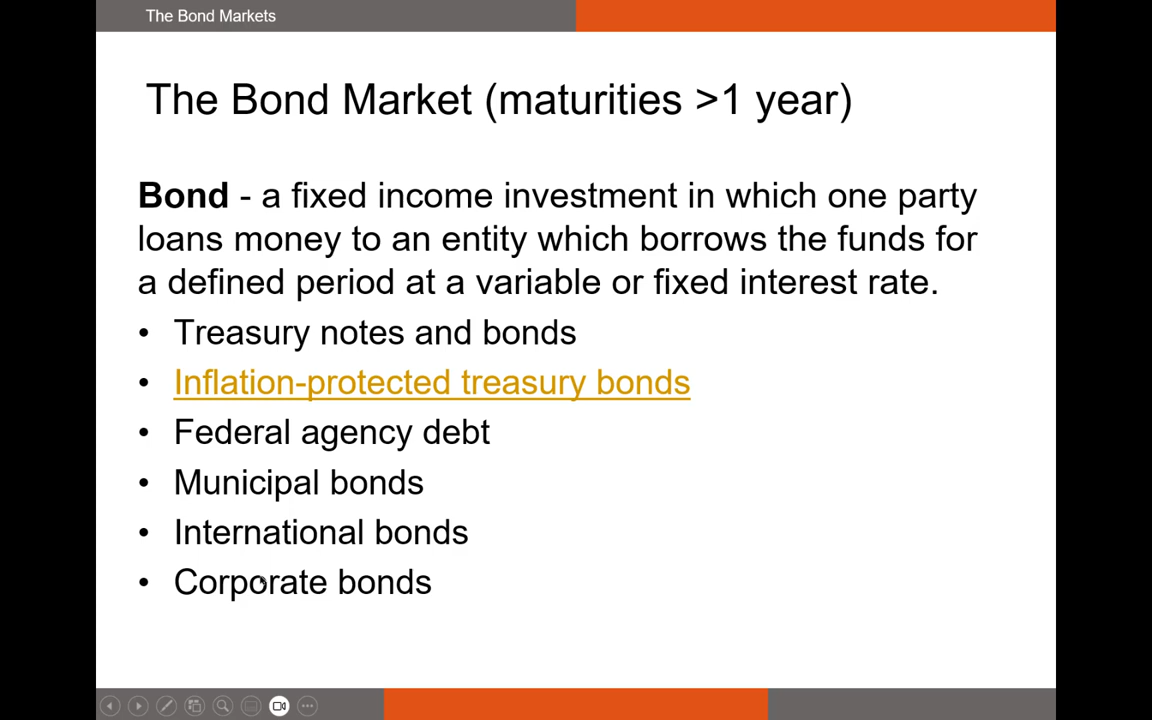 The Bond Markets
The Bond Market (maturities >1 year)
Bond - a fixed income investment in which one party
loans money to an entity which borrows the funds for
a defined period at a variable or fixed interest rate.
• Treasury notes and bonds
• Inflation-protected treasury bonds
• Federal agency debt
• Municipal bonds
• International bonds
• Corporate bonds